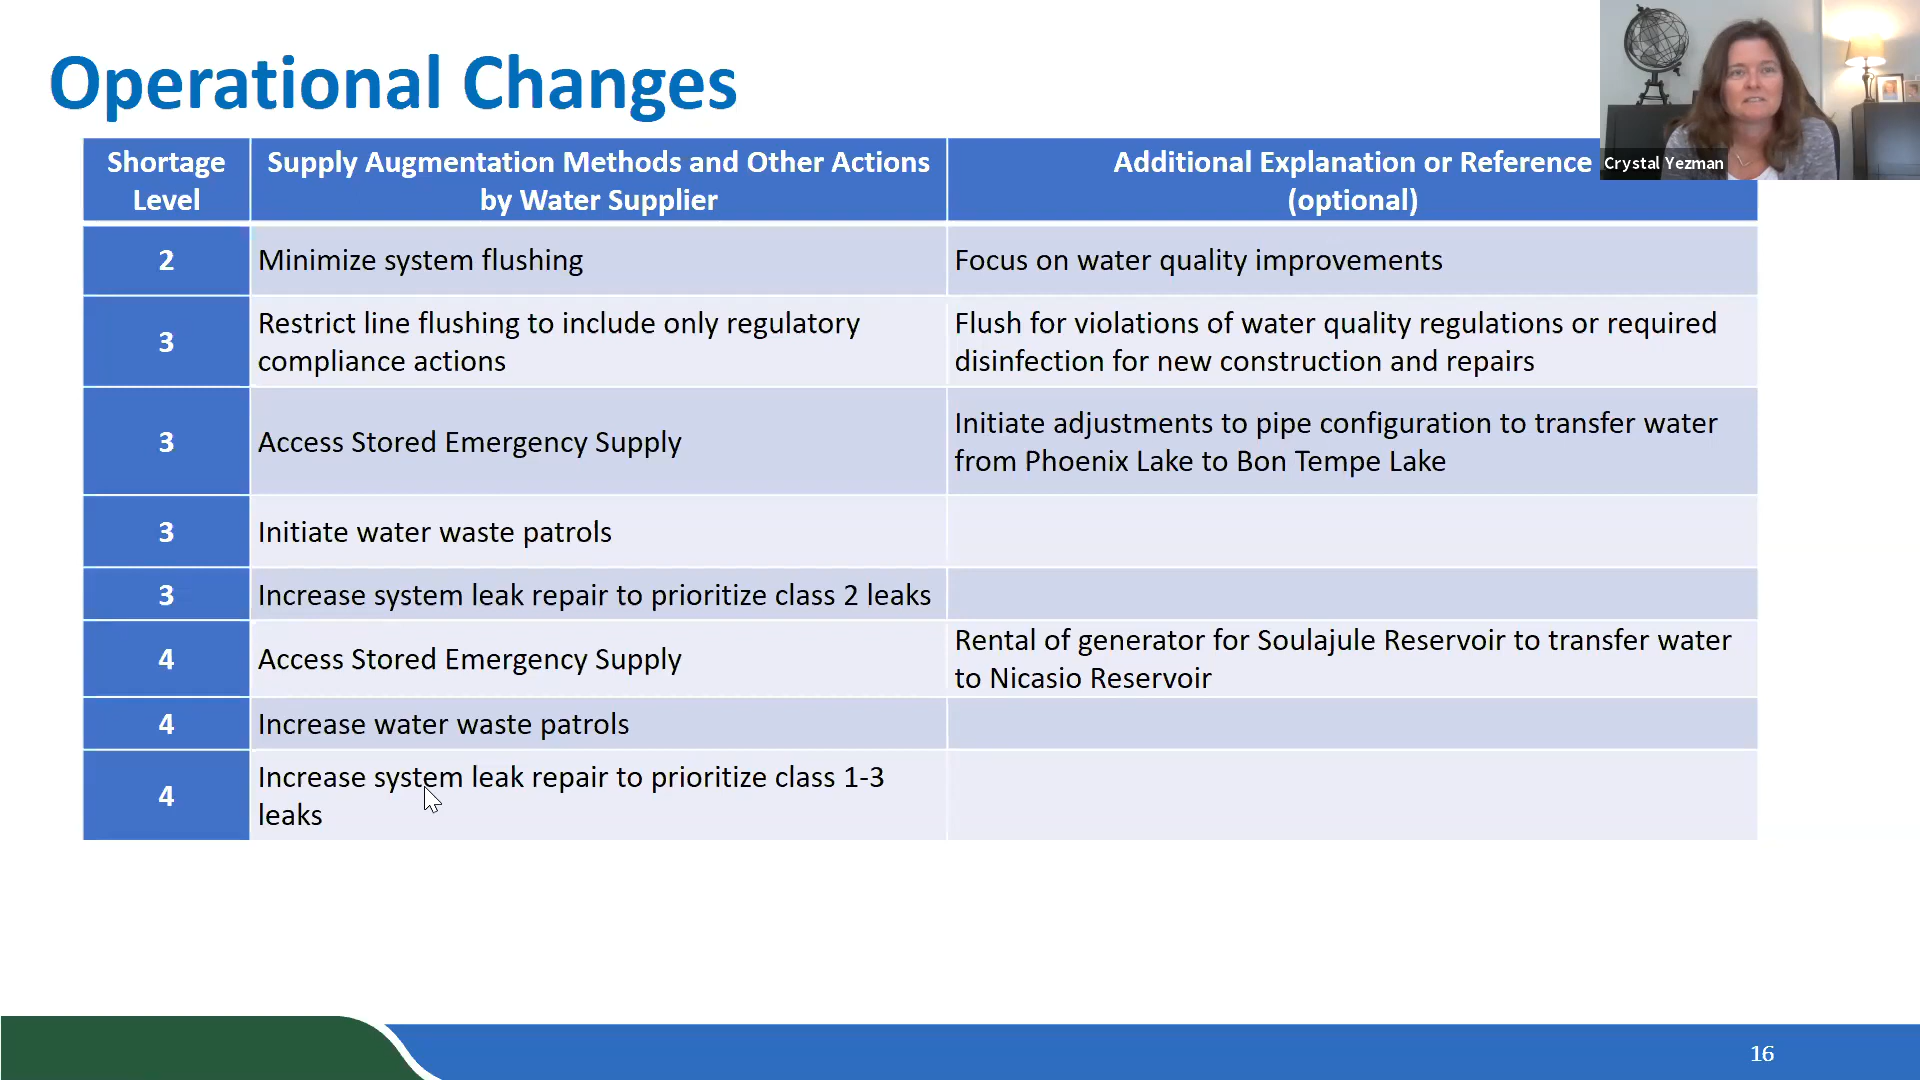 Operational Changes
Shortage
Level
Supply Augmentation Methods and Other Actions
by Water Supplier
Additional Explanation or Reference
(optional)
Crystal Yezman
2
Minimize system flushing
Focus on water quality improvements
3
Restrict line flushing to include only regulatory
compliance actions
Flush for violations of water quality regulations or required
disinfection for new construction and repairs
3
Access Stored Emergency Supply
Initiate adjustments to pipe configuration to transfer water
from Phoenix Lake to Bon Tempe Lake
3
Initiate water waste patrols
3
Increase system leak repair to prioritize class 2 leaks
4
Access Stored Emergency Supply
Rental of generator for Soulajule Reservoir to transfer water
to Nicasio Reservoir
4
Increase water waste patrols
4
Increase system leak repair to prioritize class 1-3
leaks
16